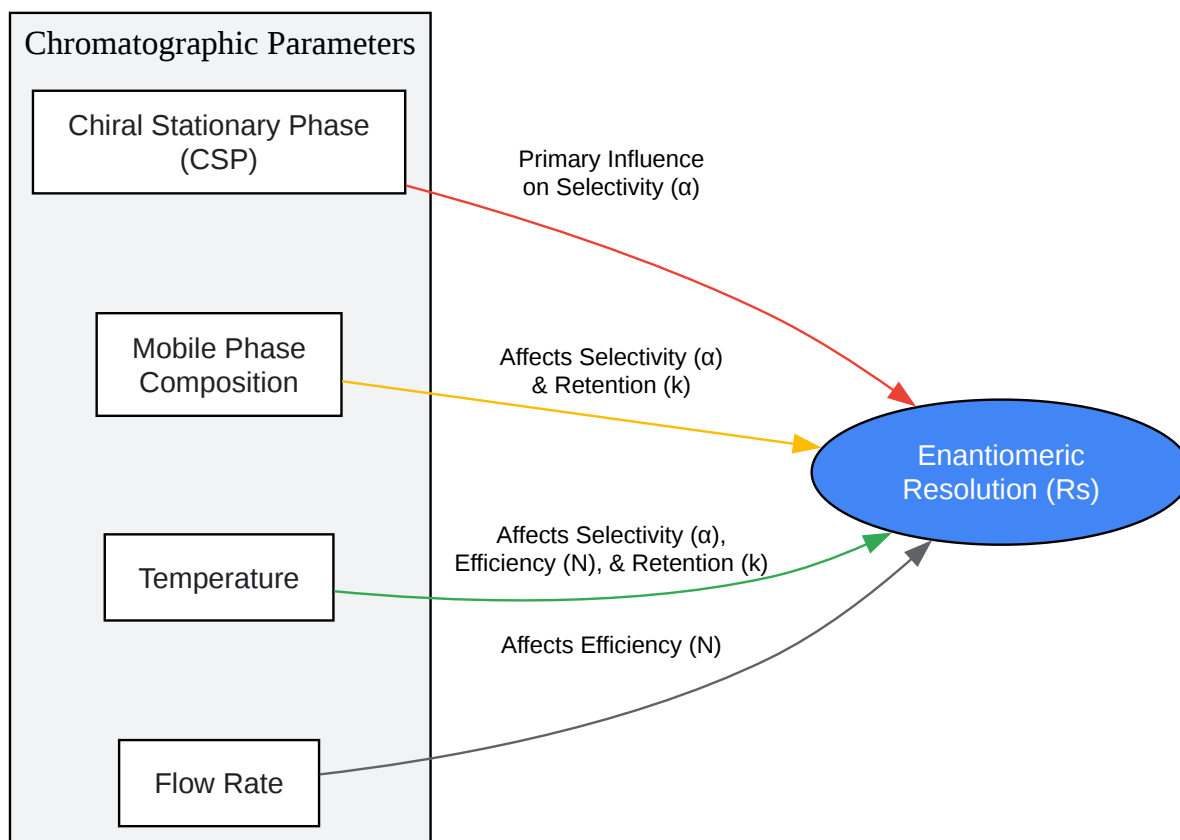 Chromatographic Parameters
Chiral Stationary Phase
(CSP)
Primary Influence
on Selectivity (α)
Mobile Phase
Composition
Affects Selectivity (α)
& Retention (k)
Enantiomeric
Resolution (Rs)
Temperature
Affects Selectivity (α),
Efficiency (N), & Retention (k)
Affects Efficiency (N)
Flow Rate